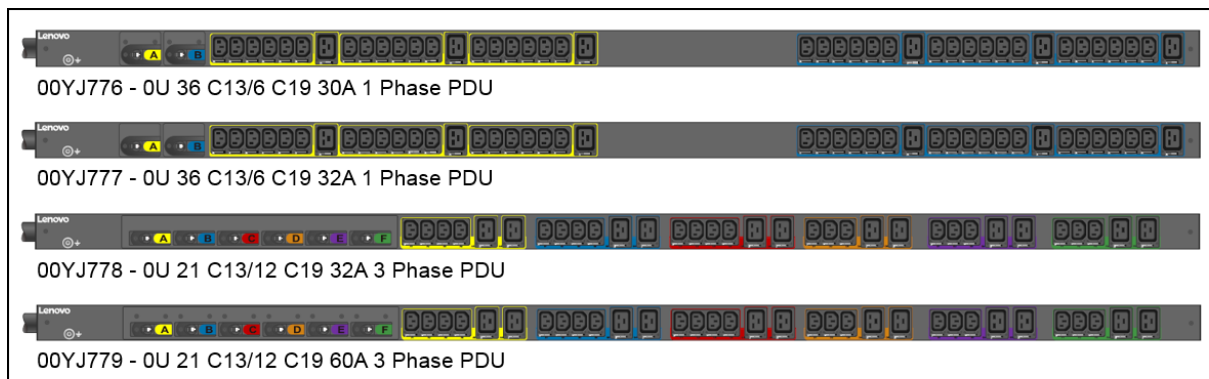 Lenovo
A B
00YJ776 - 0U 36 C13/6 C19 30A 1 Phase PDU
Lenovo
A B
00YJ777 - 0U 36 C13/6 C19 32A 1 Phase PDU
Lenovo
A B C D E F
00YJ778 - 0U 21 C13/12 C19 32A 3 Phase PDU
Lenovo
A B C D E F
00YJ779 - 0U 21 C13/12 C19 60A 3 Phase PDU